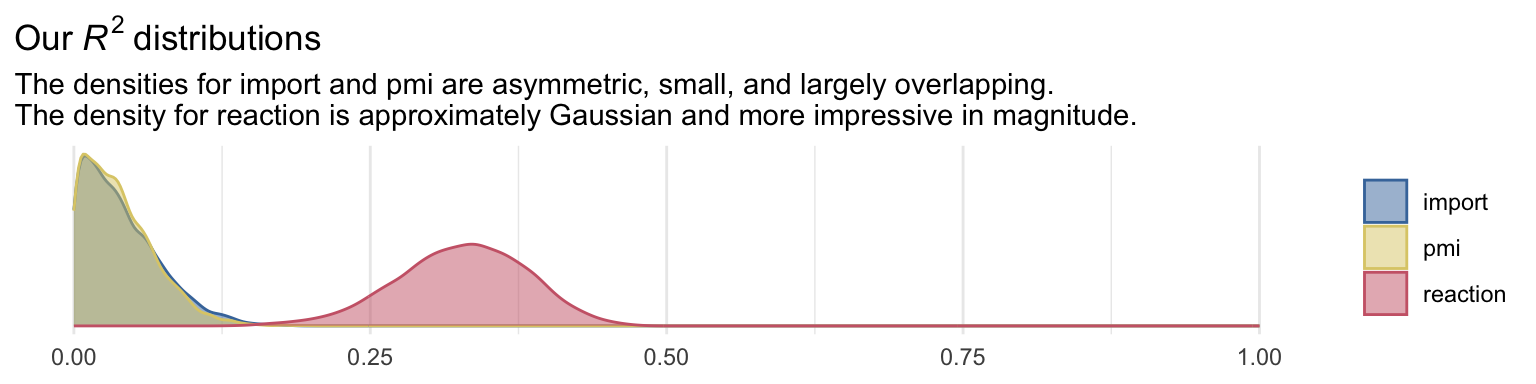 Our R² distributions
The densities for import and pmi are asymmetric, small, and largely overlapping.
The density for reaction is approximately Gaussian and more impressive in magnitude.
import
pmi
reaction
0.00 0.25 0.50 0.75 1.00